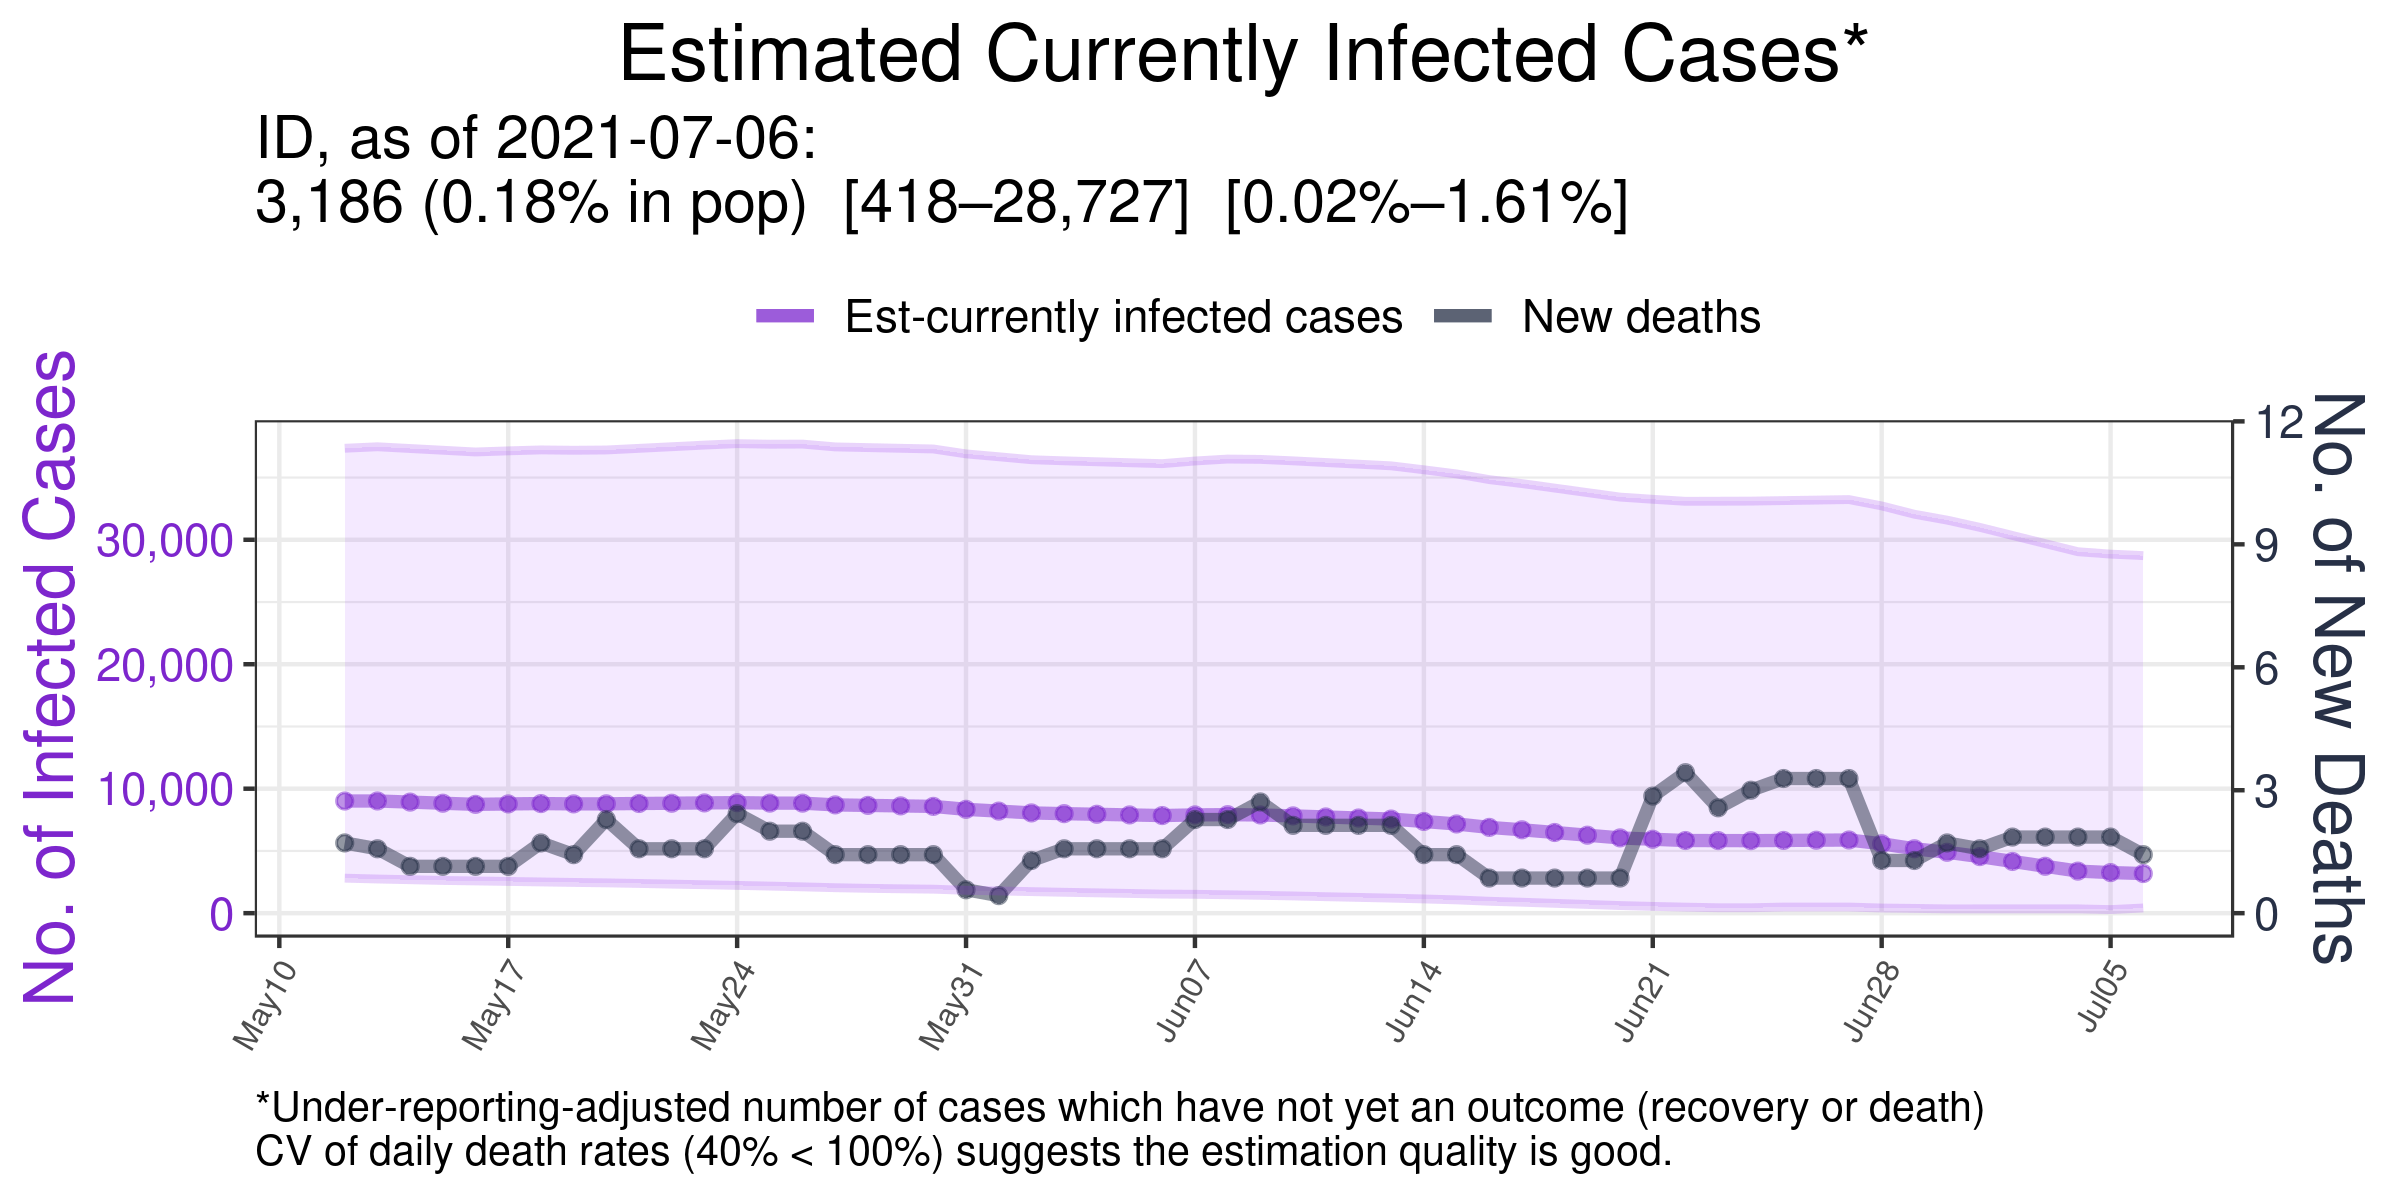 Estimated Currently Infected Cases*
ID, as of 2021-07-06:
3,186 (0.18% in pop) [418–28,727] [0.02%–1.61%]
Est-currently infected cases
New deaths
No. of Infected Cases
30,000
20,000
10,000
0
12
9
6
3
0
No. of New Deaths
May10
May17
May24
May31
Jun07
Jun14
Jun21
Jun28
Jul05
*Under-reporting-adjusted number of cases which have not yet an outcome (recovery or death)
CV of daily death rates (40% < 100%) suggests the estimation quality is good.